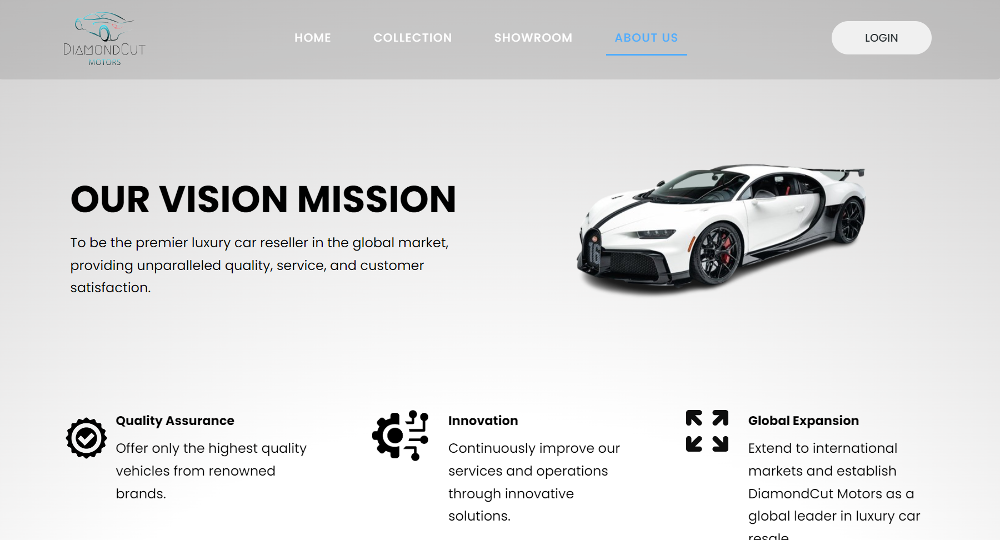 DIAMONDCUT
MOTORS
HOME
COLLECTION
SHOWROOM
ABOUT US
LOGIN
OUR VISION MISSION
To be the premier luxury car reseller in the global market,
providing unparalleled quality, service, and customer
satisfaction.
16
Quality Assurance
Offer only the highest quality
vehicles from renowned
brands.
Innovation
Continuously improve our
services and operations
through innovative
solutions.
Global Expansion
Extend to international
markets and establish
DiamondCut Motors as a
global leader in luxury car
resale